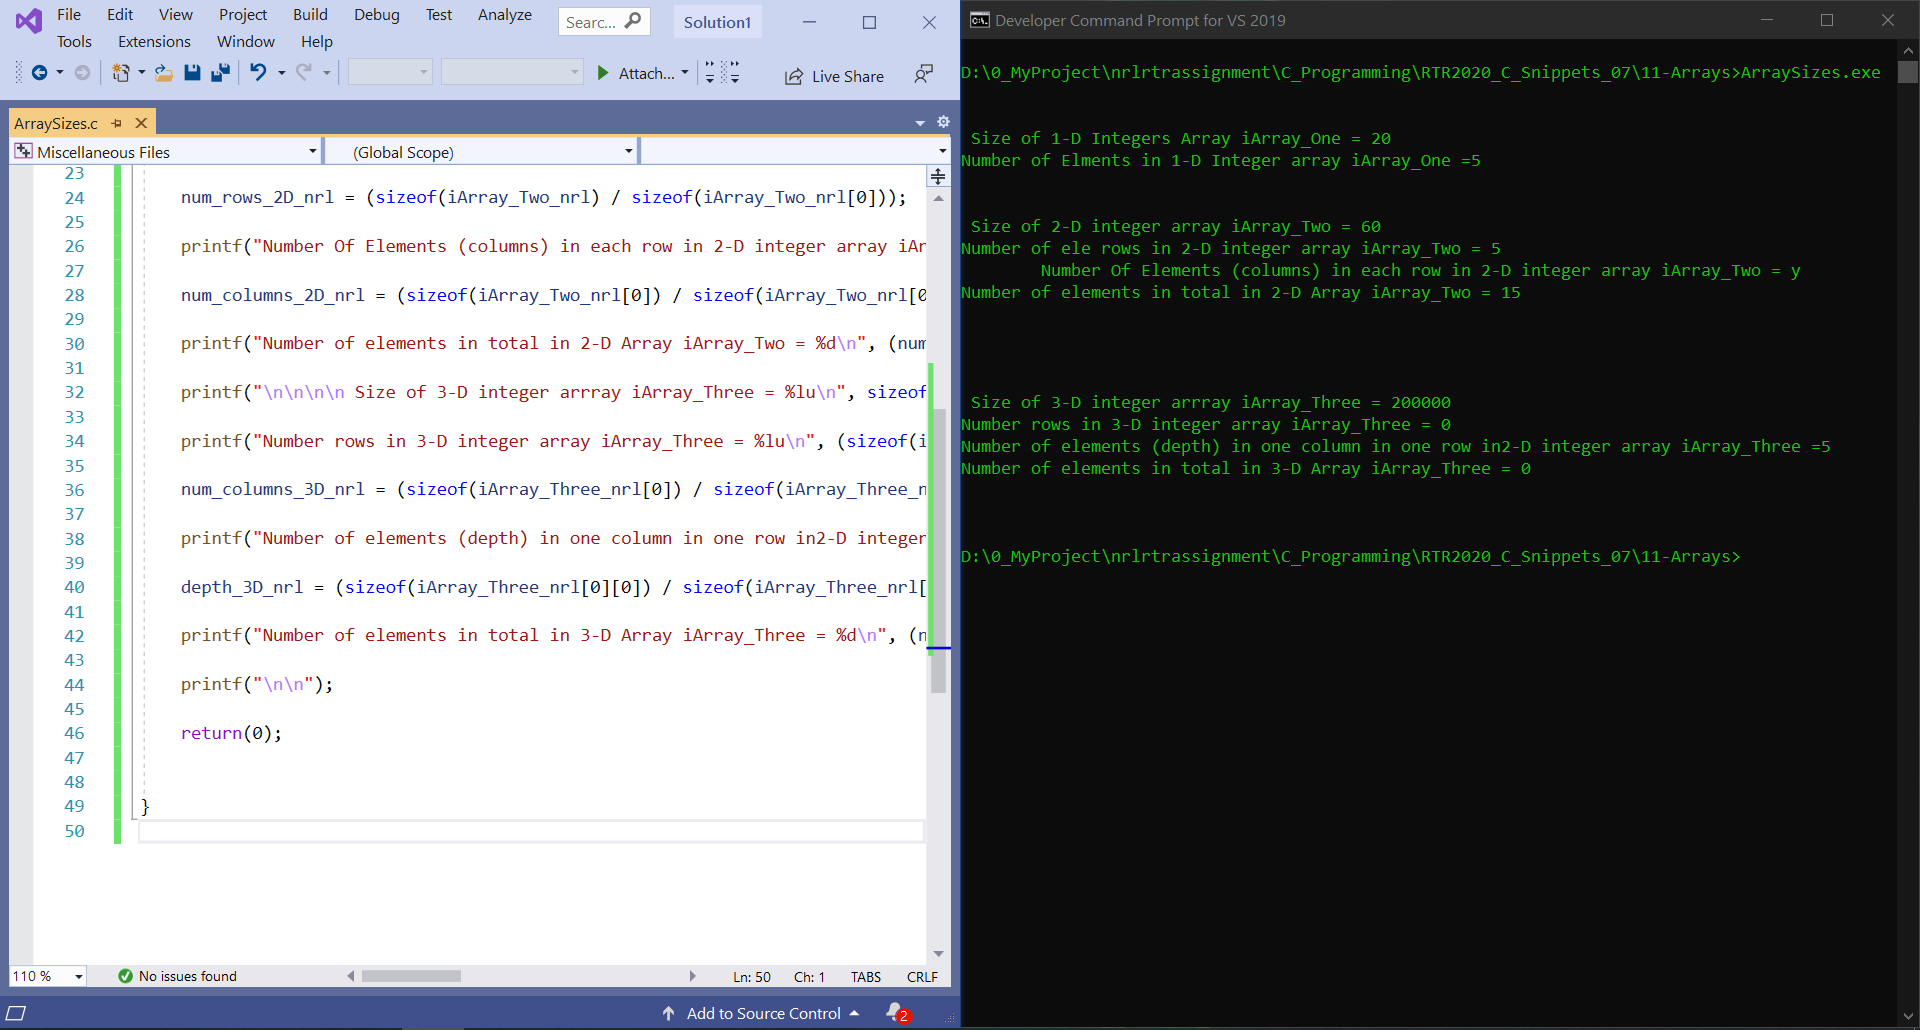 File Edit View Project Build Debug Test Analyze Searc... Solution1
Tools Extensions Window Help
Attach... Live Share
ArraySizes.c
Miscellaneous Files (Global Scope)
23
24 num_rows_2D_nrl = (sizeof(iArray_Two_nrl) / sizeof(iArray_Two_nrl[0]));
25
26 printf("Number Of Elements (columns) in each row in 2-D integer array iAr
27
28 num_columns_2D_nrl = (sizeof(iArray_Two_nrl[0]) / sizeof(iArray_Two_nrl[0
29
30 printf("Number of elements in total in 2-D Array iArray_Two = %d\n", (num
31
32 printf("\n\n\n\n Size of 3-D integer arrray iArray_Three = %lu\n", sizeof
33
34 printf("Number rows in 3-D integer array iArray_Three = %lu\n", (sizeof(i
35
36 num_columns_3D_nrl = (sizeof(iArray_Three_nrl[0]) / sizeof(iArray_Three_n
37
38 printf("Number of elements (depth) in one column in one row in2-D integer
39
40 depth_3D_nrl = (sizeof(iArray_Three_nrl[0][0]) / sizeof(iArray_Three_nrl[
41
42 printf("Number of elements in total in 3-D Array iArray_Three = %d\n", (n
43
44 printf("\n\n");
45
46 return(0);
47
48
49 }
50
110 % No issues found Ln: 50 Ch: 1 TABS CRLF
Add to Source Control 2
Developer Command Prompt for VS 2019
D:\0_MyProject\nrlrtrassignment\C_Programming\RTR2020_C_Snippets_07\11-Arrays>ArraySizes.exe
Size of 1-D Integers Array iArray_One = 20
Number of Elments in 1-D Integer array iArray_One =5
Size of 2-D integer array iArray_Two = 60
Number of ele rows in 2-D integer array iArray_Two = 5
Number Of Elements (columns) in each row in 2-D integer array iArray_Two = y
Number of elements in total in 2-D Array iArray_Two = 15
Size of 3-D integer arrray iArray_Three = 200000
Number rows in 3-D integer array iArray_Three = 0
Number of elements (depth) in one column in one row in2-D integer array iArray_Three =5
Number of elements in total in 3-D Array iArray_Three = 0
D:\0_MyProject\nrlrtrassignment\C_Programming\RTR2020_C_Snippets_07\11-Arrays>